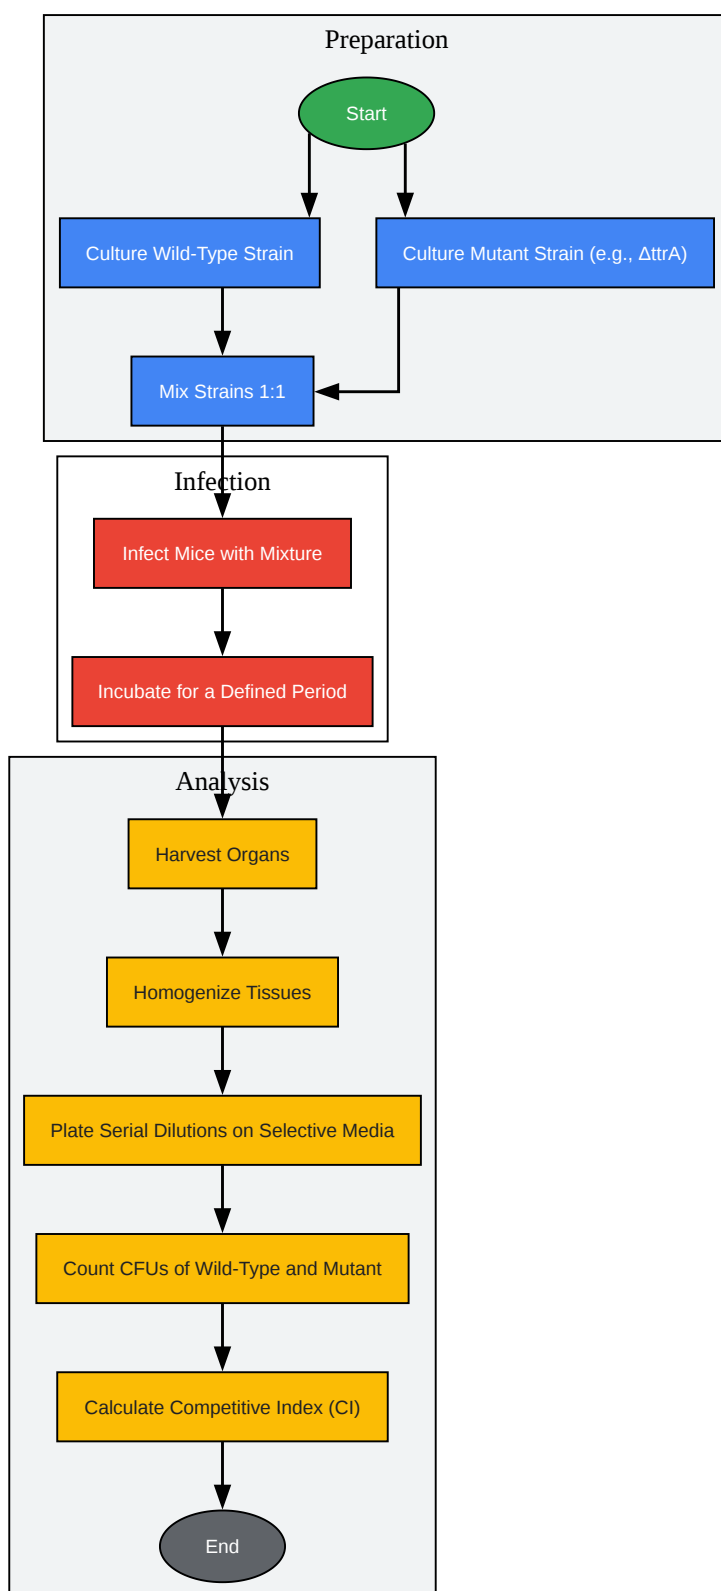 Preparation
Start
Culture Wild-Type Strain
Culture Mutant Strain (e.g., ΔttrA)
Mix Strains 1:1
Infection
Infect Mice with Mixture
Incubate for a Defined Period
Analysis
Harvest Organs
Homogenize Tissues
Plate Serial Dilutions on Selective Media
Count CFUs of Wild-Type and Mutant
Calculate Competitive Index (CI)
End